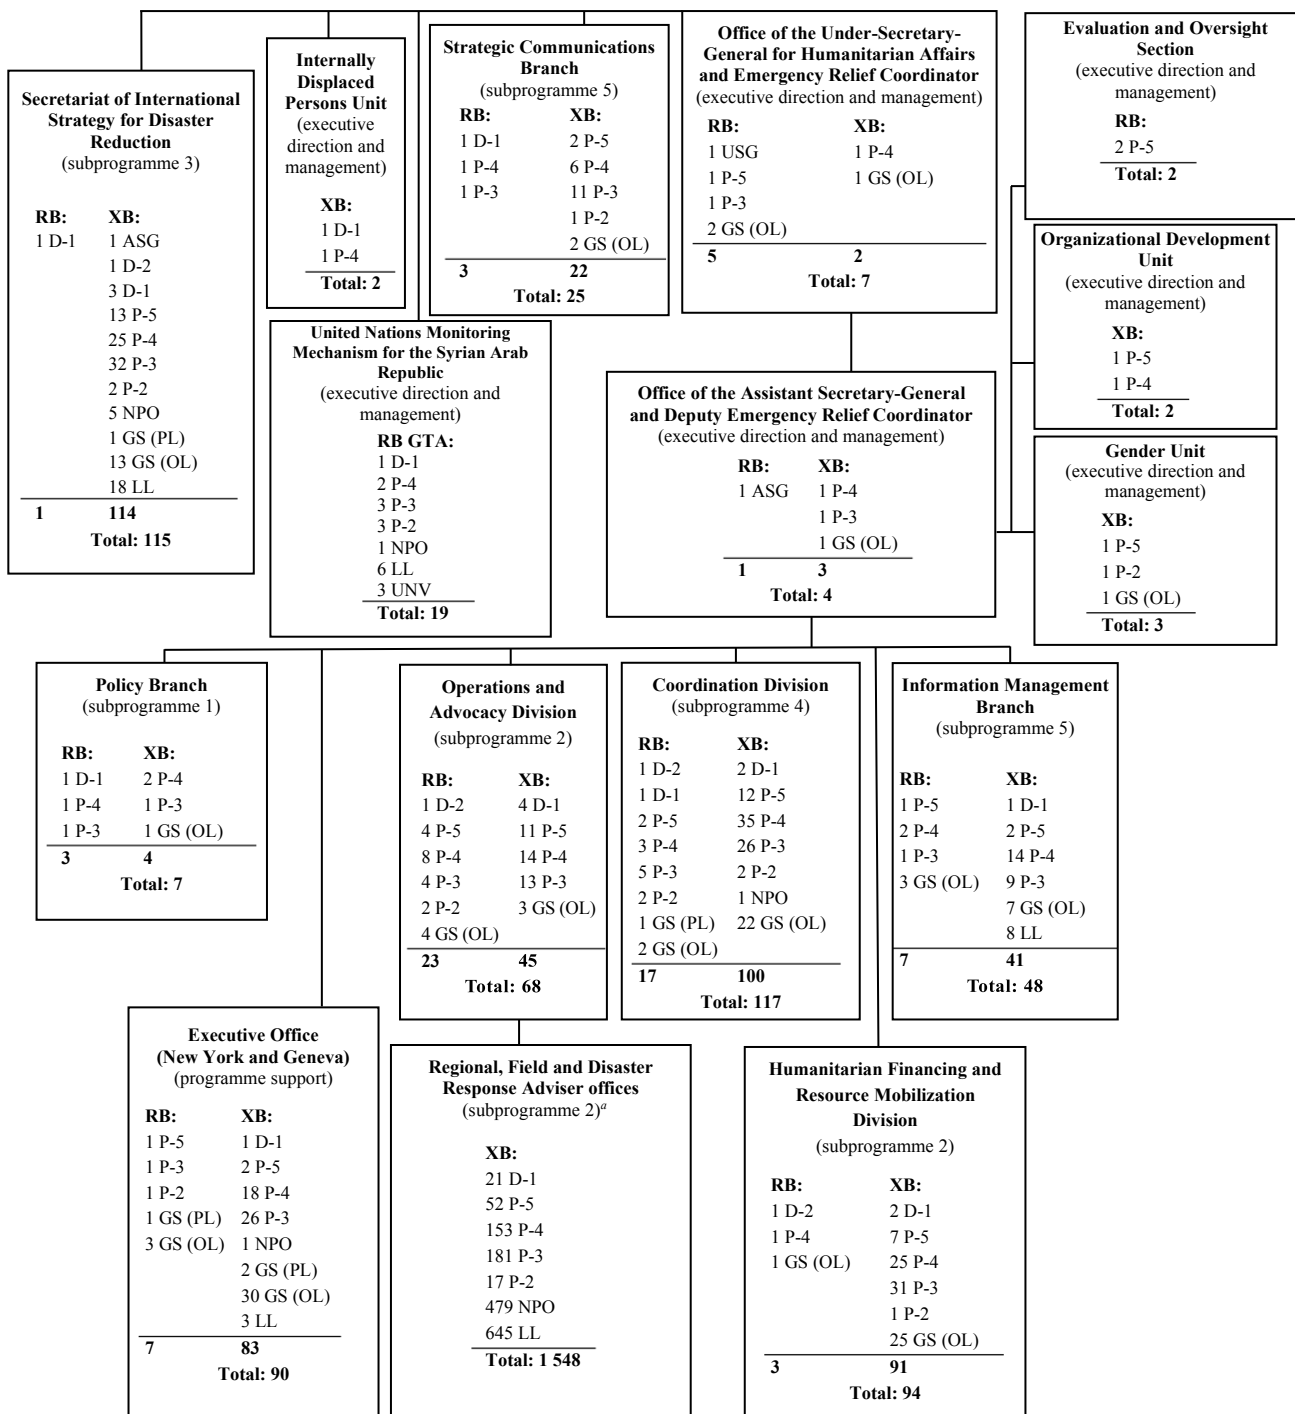 Secretariat of International
Strategy for Disaster
Reduction
(subprogramme 3)
RB: XB:
1 D-1 1 ASG
1 D-2
3 D-1
13 P-5
25 P-4
32 P-3
2 P-2
5 NPO
1 GS (PL)
13 GS (OL)
18 LL
1 114
Total: 115
Internally
Displaced
Persons Unit
(executive
direction and
management)
XB:
1 D-1
1 P-4
Total: 2
Strategic Communications
Branch
(subprogramme 5)
RB: XB:
1 D-1 2 P-5
1 P-4 6 P-4
1 P-3 11 P-3
1 P-2
2 GS (OL)
3 22
Total: 25
Office of the Under-Secretary-
General for Humanitarian Affairs
and Emergency Relief Coordinator
(executive direction and management)
RB: XB:
1 USG 1 P-4
1 P-5 1 GS (OL)
1 P-3
2 GS (OL)
5 2
Total: 7
Evaluation and Oversight
Section
(executive direction and
management)
RB:
2 P-5
Total: 2
Organizational Development
Unit
(executive direction and
management)
XB:
1 P-5
1 P-4
Total: 2
United Nations Monitoring
Mechanism for the Syrian Arab
Republic
(executive direction and
management)
RB GTA:
1 D-1
2 P-4
3 P-3
3 P-2
1 NPO
6 LL
3 UNV
Total: 19
Office of the Assistant Secretary-General
and Deputy Emergency Relief Coordinator
(executive direction and management)
RB: XB:
1 ASG 1 P-4
1 P-3
1 GS (OL)
1 3
Total: 4
Gender Unit
(executive direction and
management)
XB:
1 P-5
1 P-2
1 GS (OL)
Total: 3
Policy Branch
(subprogramme 1)
RB: XB:
1 D-1 2 P-4
1 P-4 1 P-3
1 P-3 1 GS (OL)
3 4
Total: 7
Operations and
Advocacy Division
(subprogramme 2)
RB: XB:
1 D-2 4 D-1
4 P-5 11 P-5
8 P-4 14 P-4
4 P-3 13 P-3
2 P-2 3 GS (OL)
4 GS (OL)
23 45
Total: 68
Coordination Division
(subprogramme 4)
RB: XB:
1 D-2 2 D-1
1 D-1 12 P-5
2 P-5 35 P-4
3 P-4 26 P-3
5 P-3 2 P-2
2 P-2 1 NPO
1 GS (PL) 22 GS (OL)
2 GS (OL)
17 100
Total: 117
Information Management
Branch
(subprogramme 5)
RB: XB:
1 P-5 1 D-1
2 P-4 2 P-5
1 P-3 14 P-4
3 GS (OL) 9 P-3
7 GS (OL)
8 LL
7 41
Total: 48
Executive Office
(New York and Geneva)
(programme support)
RB: XB:
1 P-5 1 D-1
1 P-3 2 P-5
1 P-2 18 P-4
1 GS (PL) 26 P-3
3 GS (OL) 1 NPO
2 GS (PL)
30 GS (OL)
3 LL
7 83
Total: 90
Regional, Field and Disaster
Response Adviser offices
(subprogramme 2)a
XB:
21 D-1
52 P-5
153 P-4
181 P-3
17 P-2
479 NPO
645 LL
Total: 1 548
Humanitarian Financing and
Resource Mobilization
Division
(subprogramme 2)
RB: XB:
1 D-2 2 D-1
1 P-4 7 P-5
1 GS (OL) 25 P-4
31 P-3
1 P-2
25 GS (OL)
3 91
Total: 94